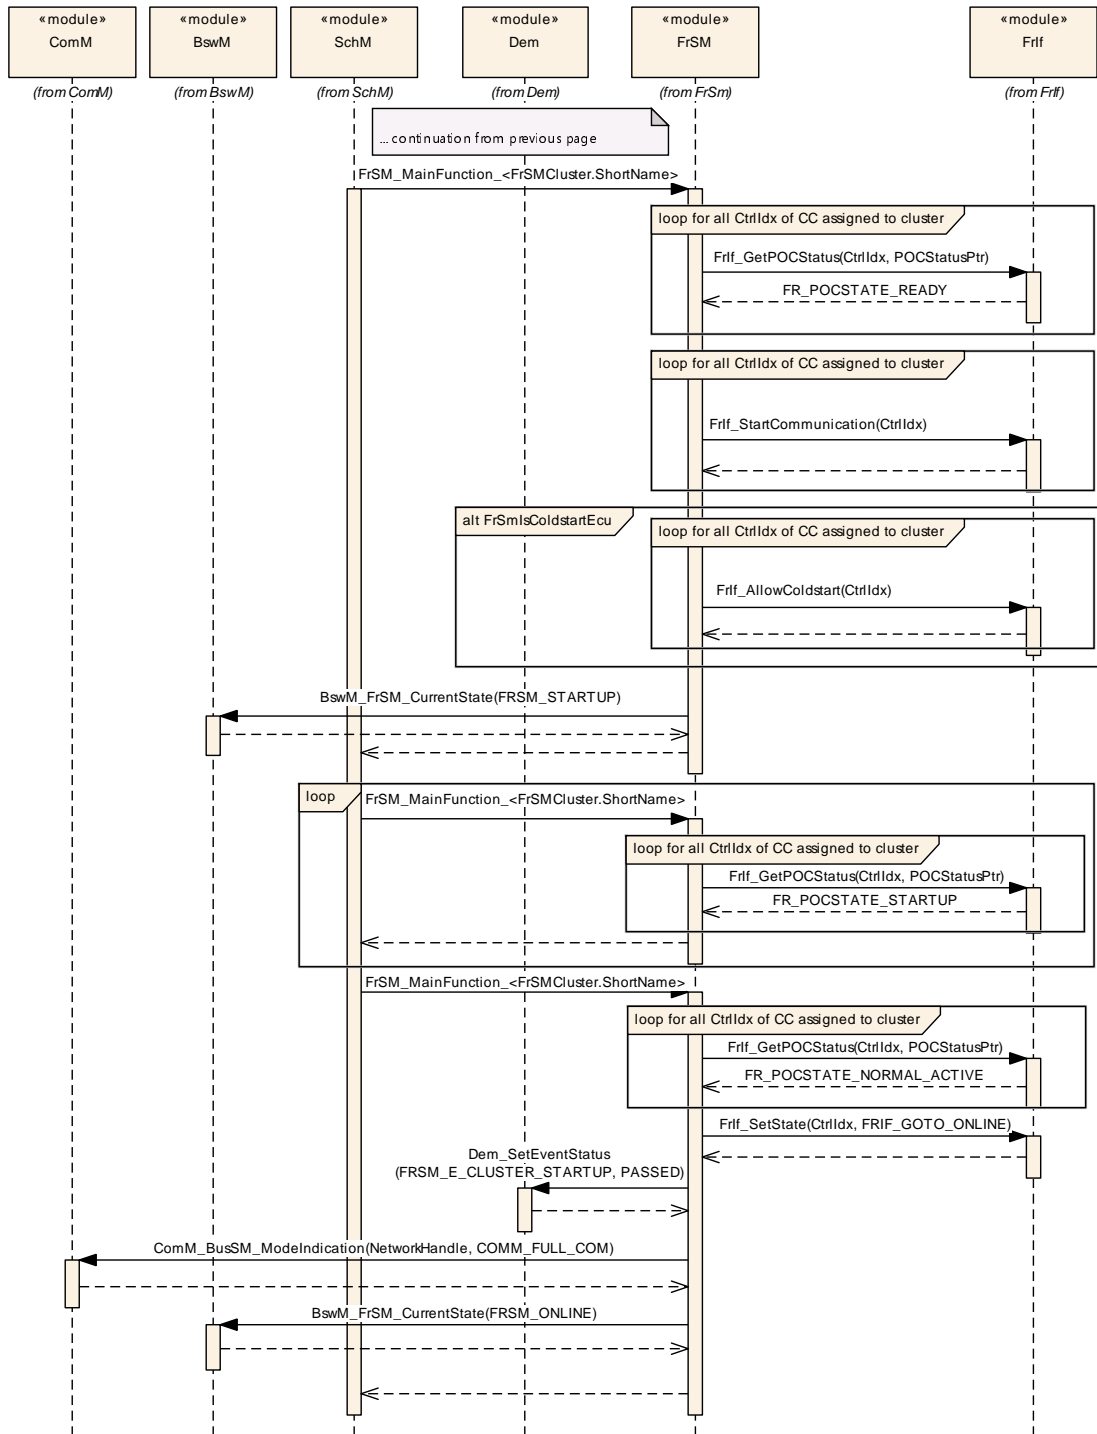 «module»
ComM
«module»
BswM
«module»
SchM
«module»
Dem
«module»
FrSM
«module»
FrIf
(from ComM)
(from BswM)
(from SchM)
(from Dem)
(from FrSm)
(from FrIf)
... continuation from previous page
FrSM_MainFunction_<FrSMCluster.ShortName>
loop for all CtrlIdx of CC assigned to cluster
FrIf_GetPOCStatus(CtrlIdx, POCStatusPtr)
FR_POCSTATE_READY
loop for all CtrlIdx of CC assigned to cluster
FrIf_StartCommunication(CtrlIdx)
alt FrSmIsColdstartEcu
loop for all CtrlIdx of CC assigned to cluster
FrIf_AllowColdstart(CtrlIdx)
BswM_FrSM_CurrentState(FRSM_STARTUP)
loop
FrSM_MainFunction_<FrSMCluster.ShortName>
loop for all CtrlIdx of CC assigned to cluster
FrIf_GetPOCStatus(CtrlIdx, POCStatusPtr)
FR_POCSTATE_STARTUP
FrSM_MainFunction_<FrSMCluster.ShortName>
loop for all CtrlIdx of CC assigned to cluster
FrIf_GetPOCStatus(CtrlIdx, POCStatusPtr)
FR_POCSTATE_NORMAL_ACTIVE
FrIf_SetState(CtrlIdx, FRIF_GOTO_ONLINE)
Dem_SetEventStatus
(FRSM_E_CLUSTER_STARTUP, PASSED)
ComM_BusSM_ModeIndication(NetworkHandle, COMM_FULL_COM)
BswM_FrSM_CurrentState(FRSM_ONLINE)